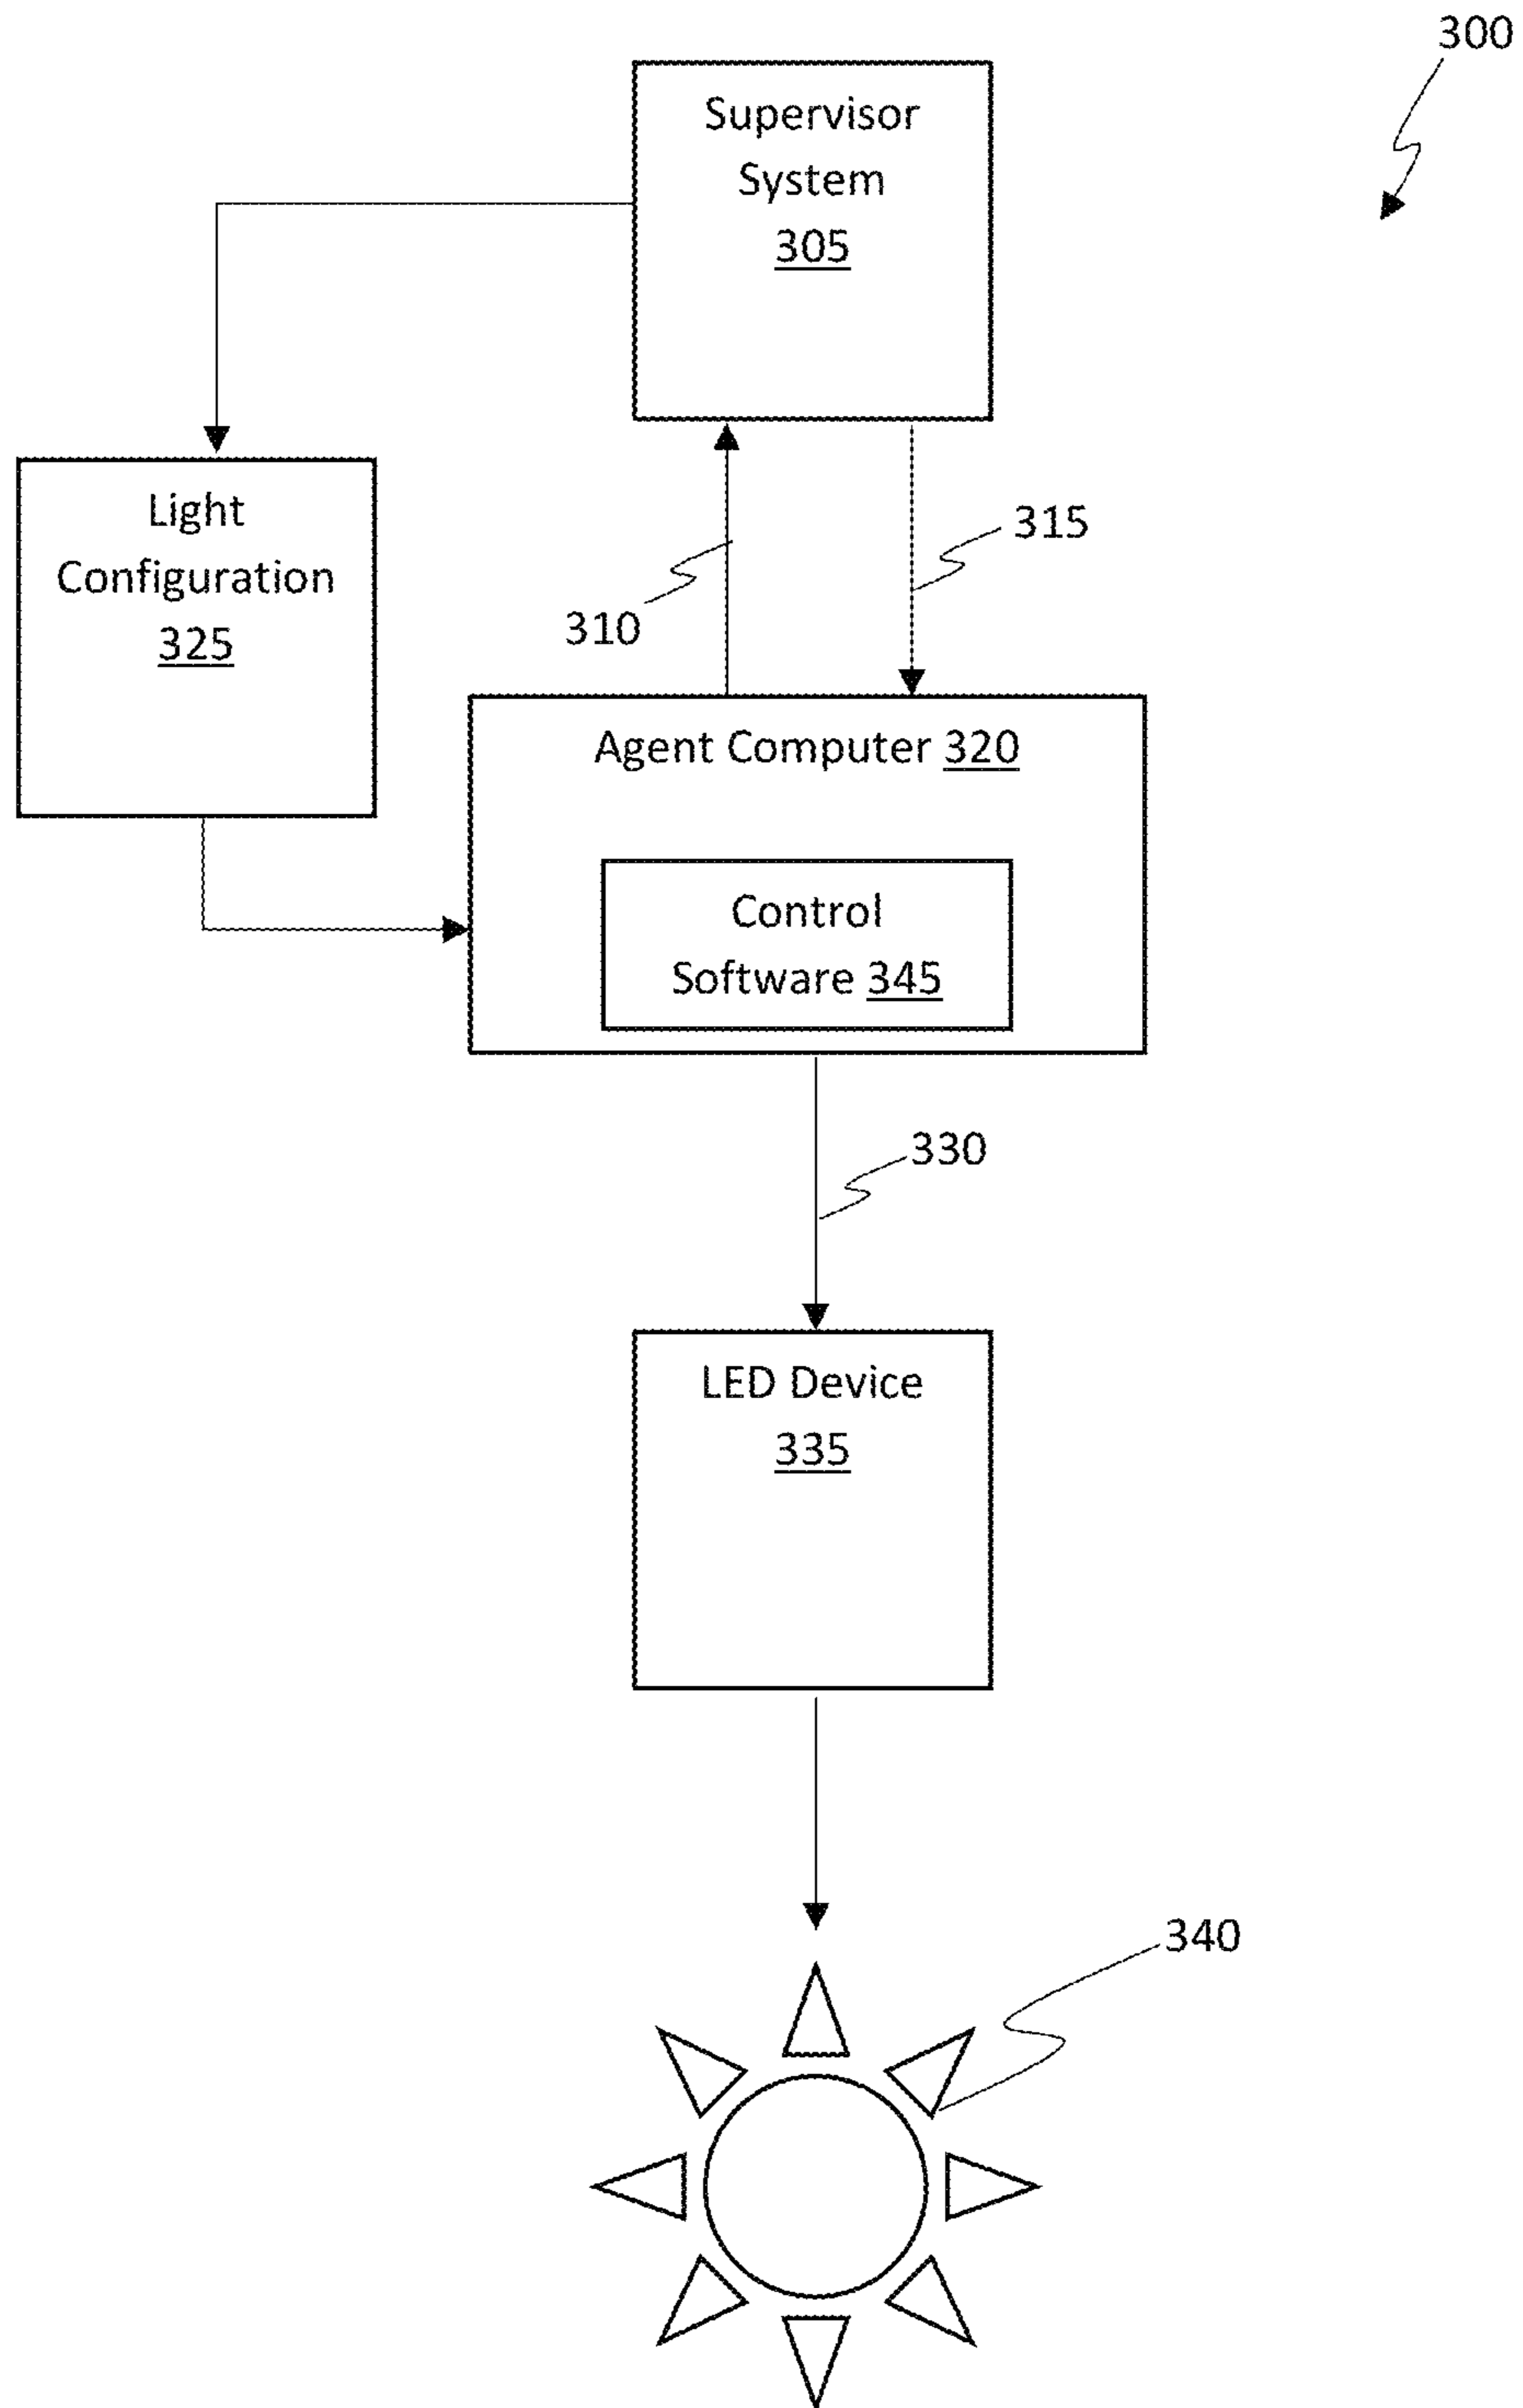 300
Supervisor
System
305
Light
Configuration
325
315
310
Agent Computer 320
Control
Software 345
330
LED Device
335
340